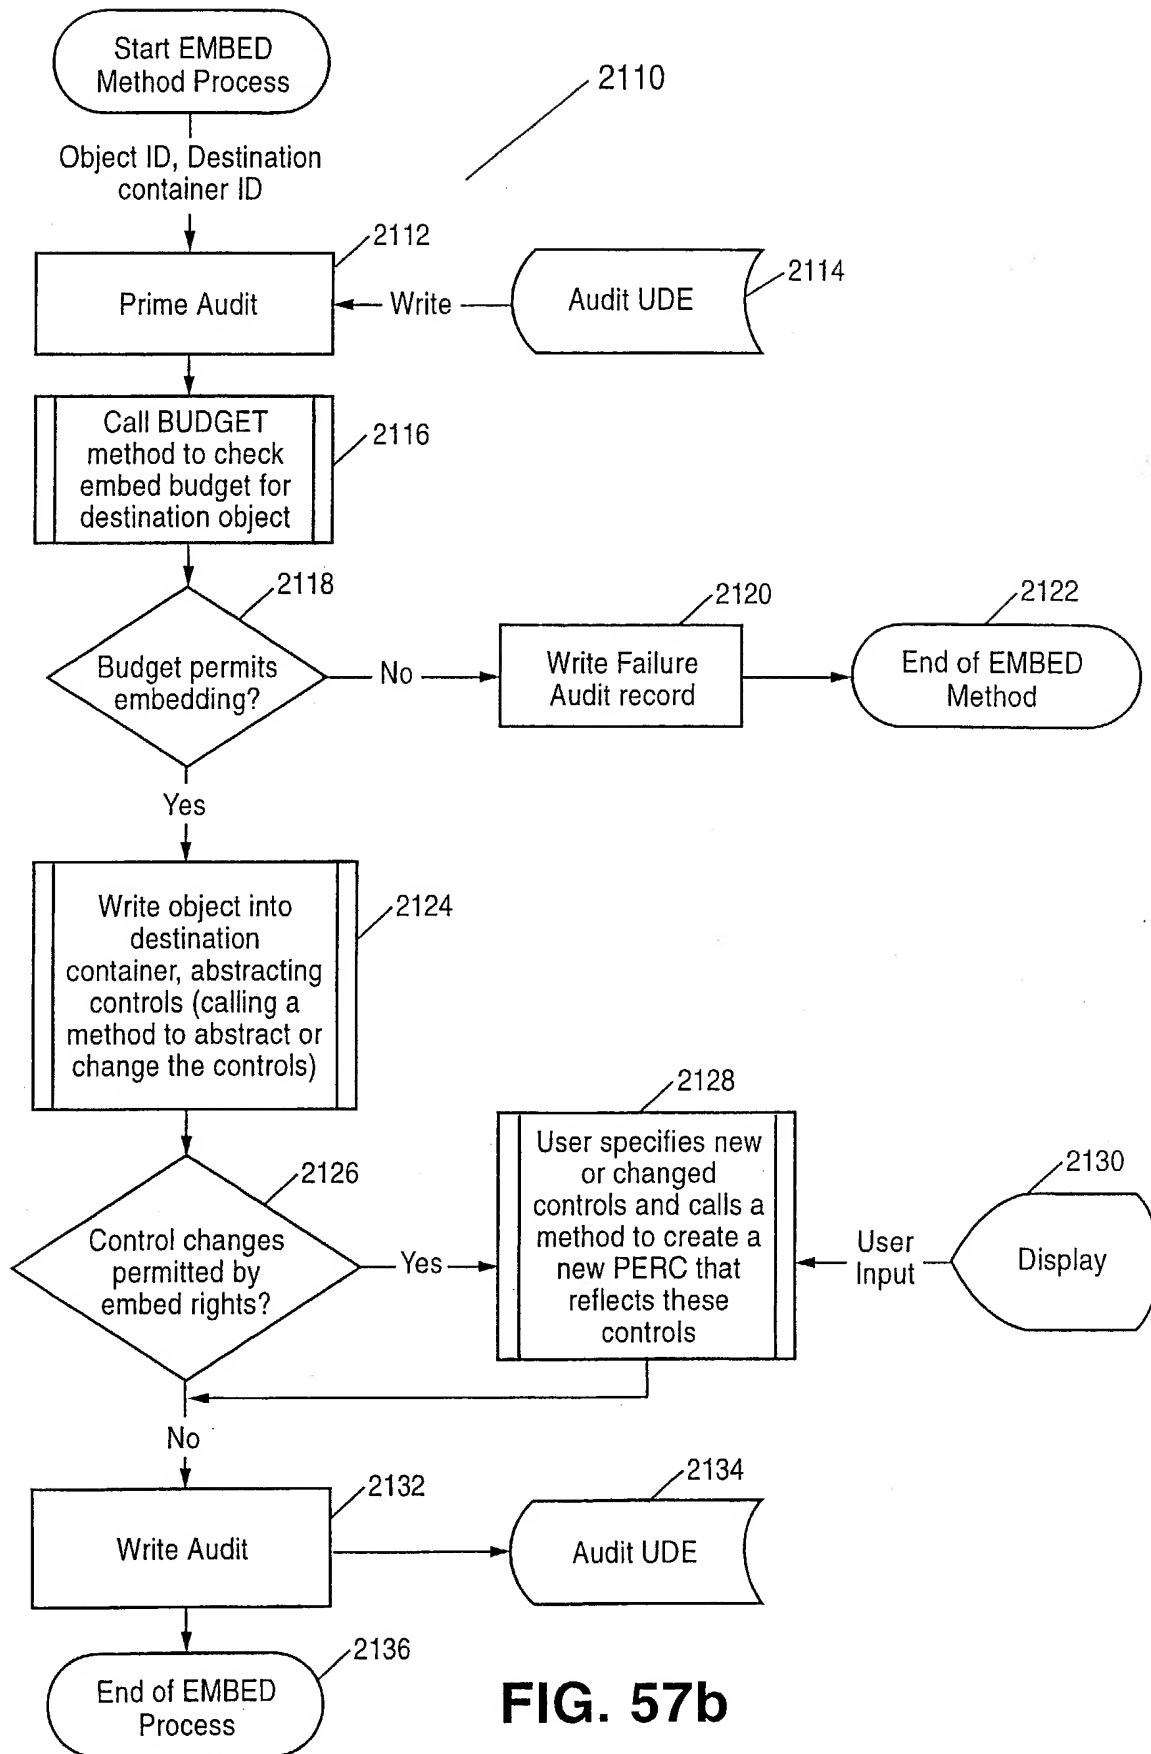 Start EMBED
Method Process
2110
Object ID, Destination
container ID
2112
Prime Audit
Write
Audit UDE
2114
Call BUDGET
method to check
embed budget for
destination object
2116
2118
Budget permits
embedding?
No
2120
Write Failure
Audit record
2122
End of EMBED
Method
Yes
Write object into
destination
container, abstracting
controls (calling a
method to abstract or
change the controls)
2124
2126
Control changes
permitted by
embed rights?
Yes
2128
User specifies new
or changed
controls and calls a
method to create a
new PERC that
reflects these
controls
User
Input
2130
Display
No
2132
Write Audit
2134
Audit UDE
2136
End of EMBED
Process
FIG. 57b